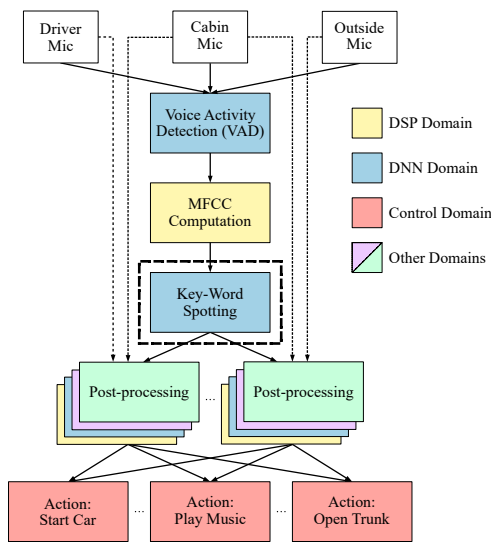 Driver
Mic
Cabin
Mic
Outside
Mic
Voice Activity
Detection (VAD)
DSP Domain
DNN Domain
MFCC
Computation
Control Domain
Other Domains
Key-Word
Spotting
Post-processing
...
Post-processing
Action:
Start Car
...
Action:
Play Music
...
Action:
Open Trunk